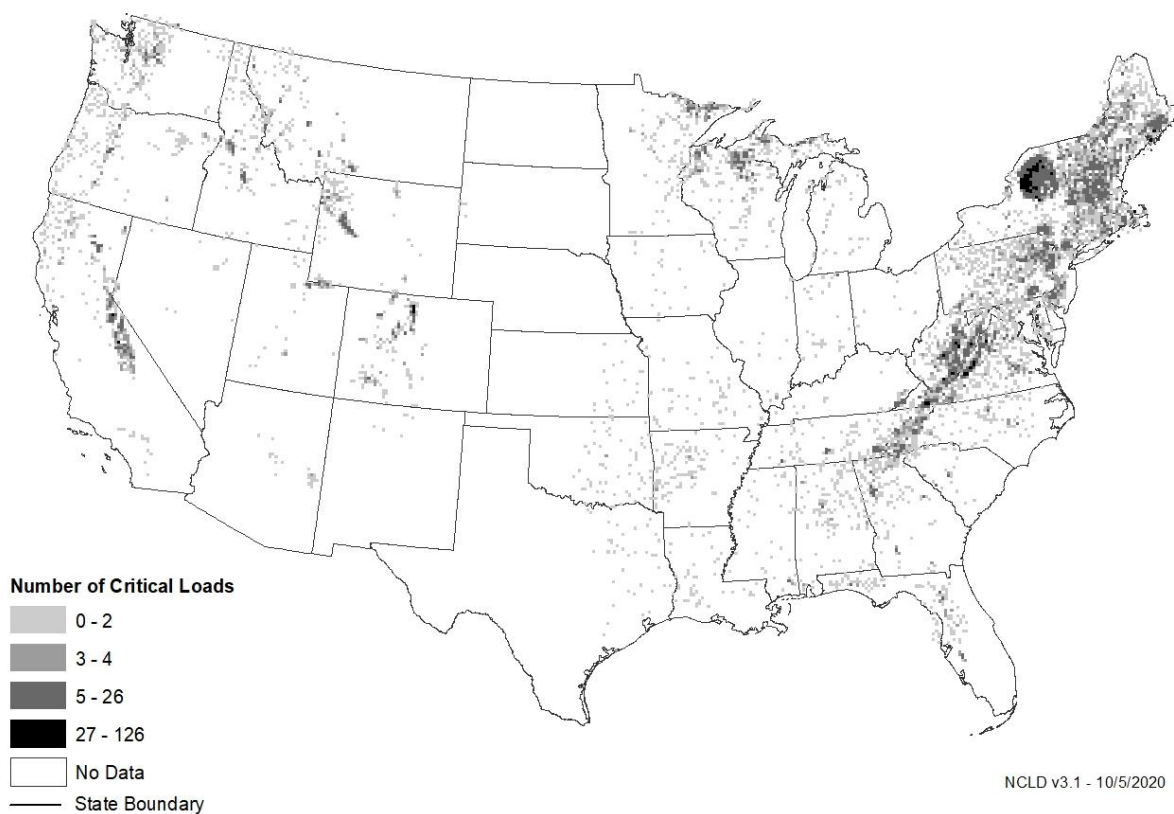 Number of Critical Loads
0 - 2
3 - 4
5 - 26
27 - 126
No Data
State Boundary
NCLD v3.1 - 10/5/2020